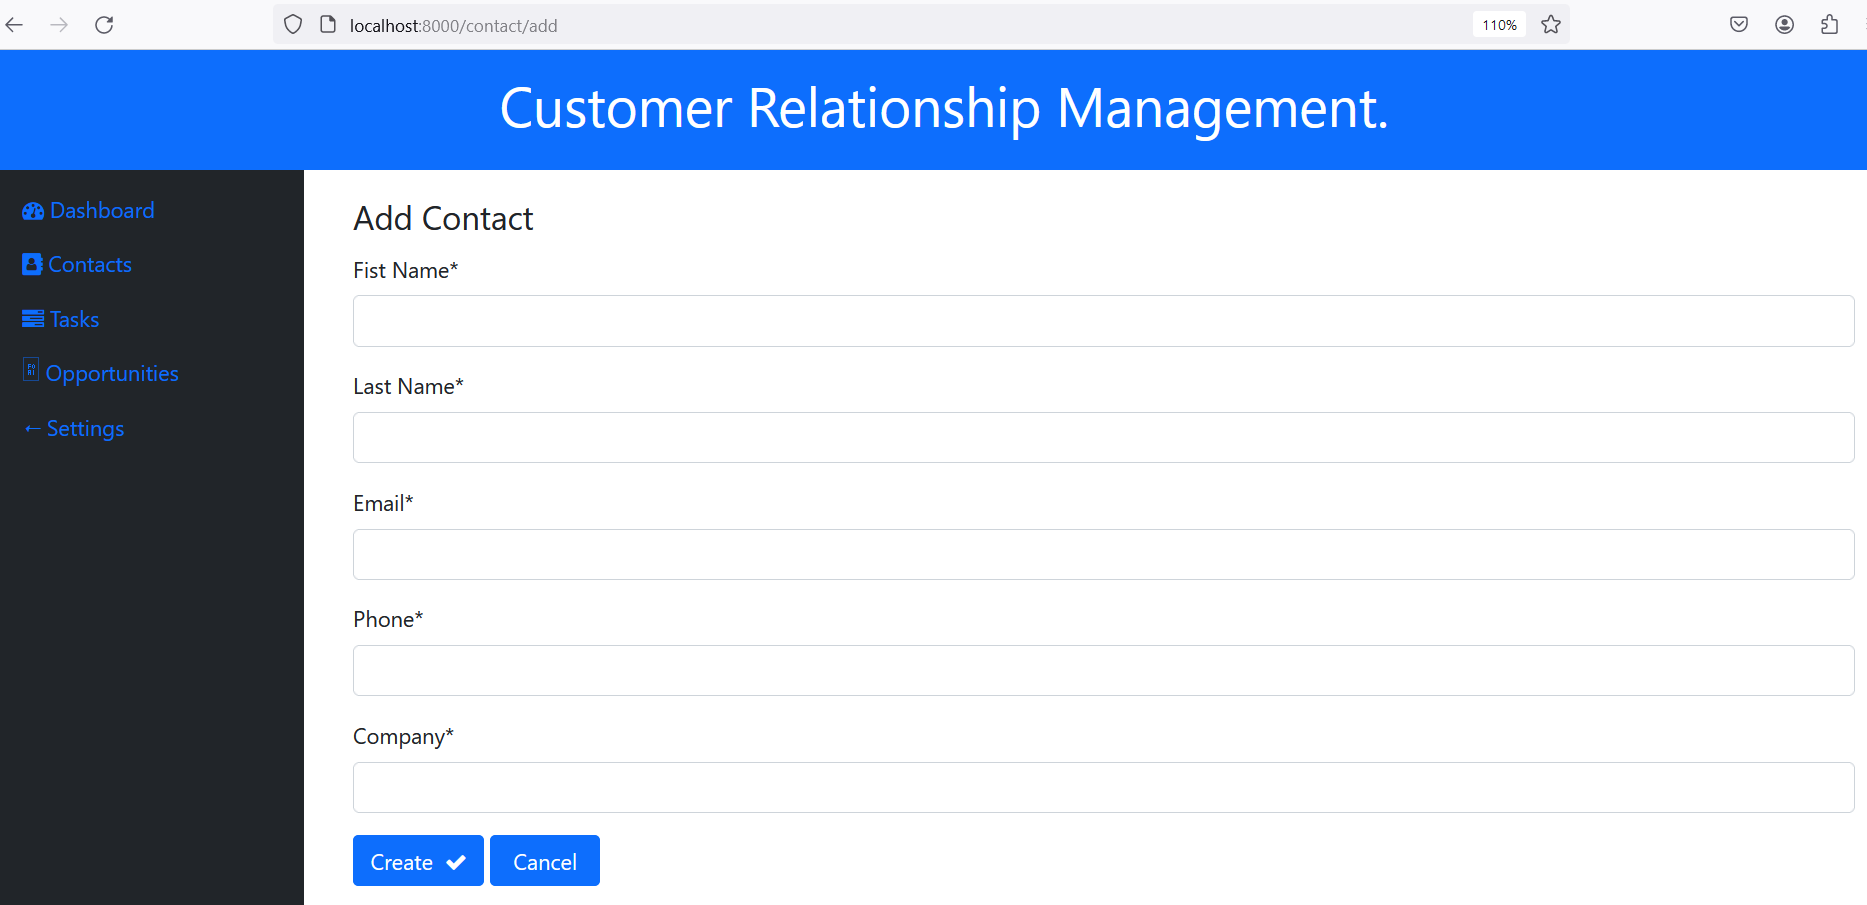 localhost:8000/contact/add
110%
Customer Relationship Management.
Dashboard
Contacts
Tasks
Opportunities
Settings
Add Contact
Fist Name*
Last Name*
Email*
Phone*
Company*
Create
Cancel